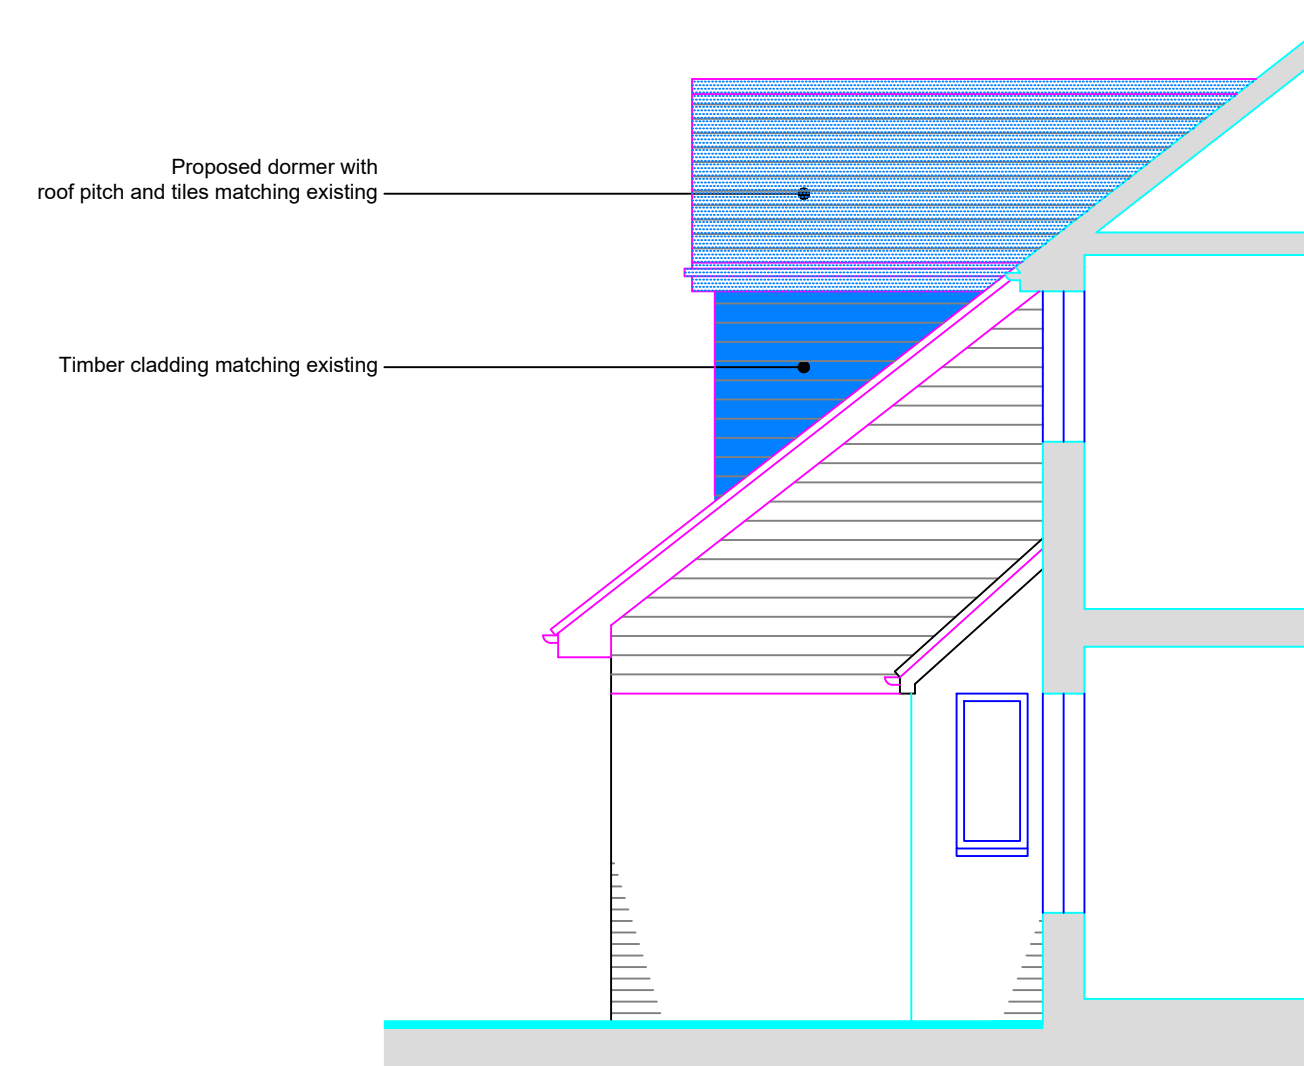 Proposed dormer with
roof pitch and tiles matching existing
Timber cladding matching existing